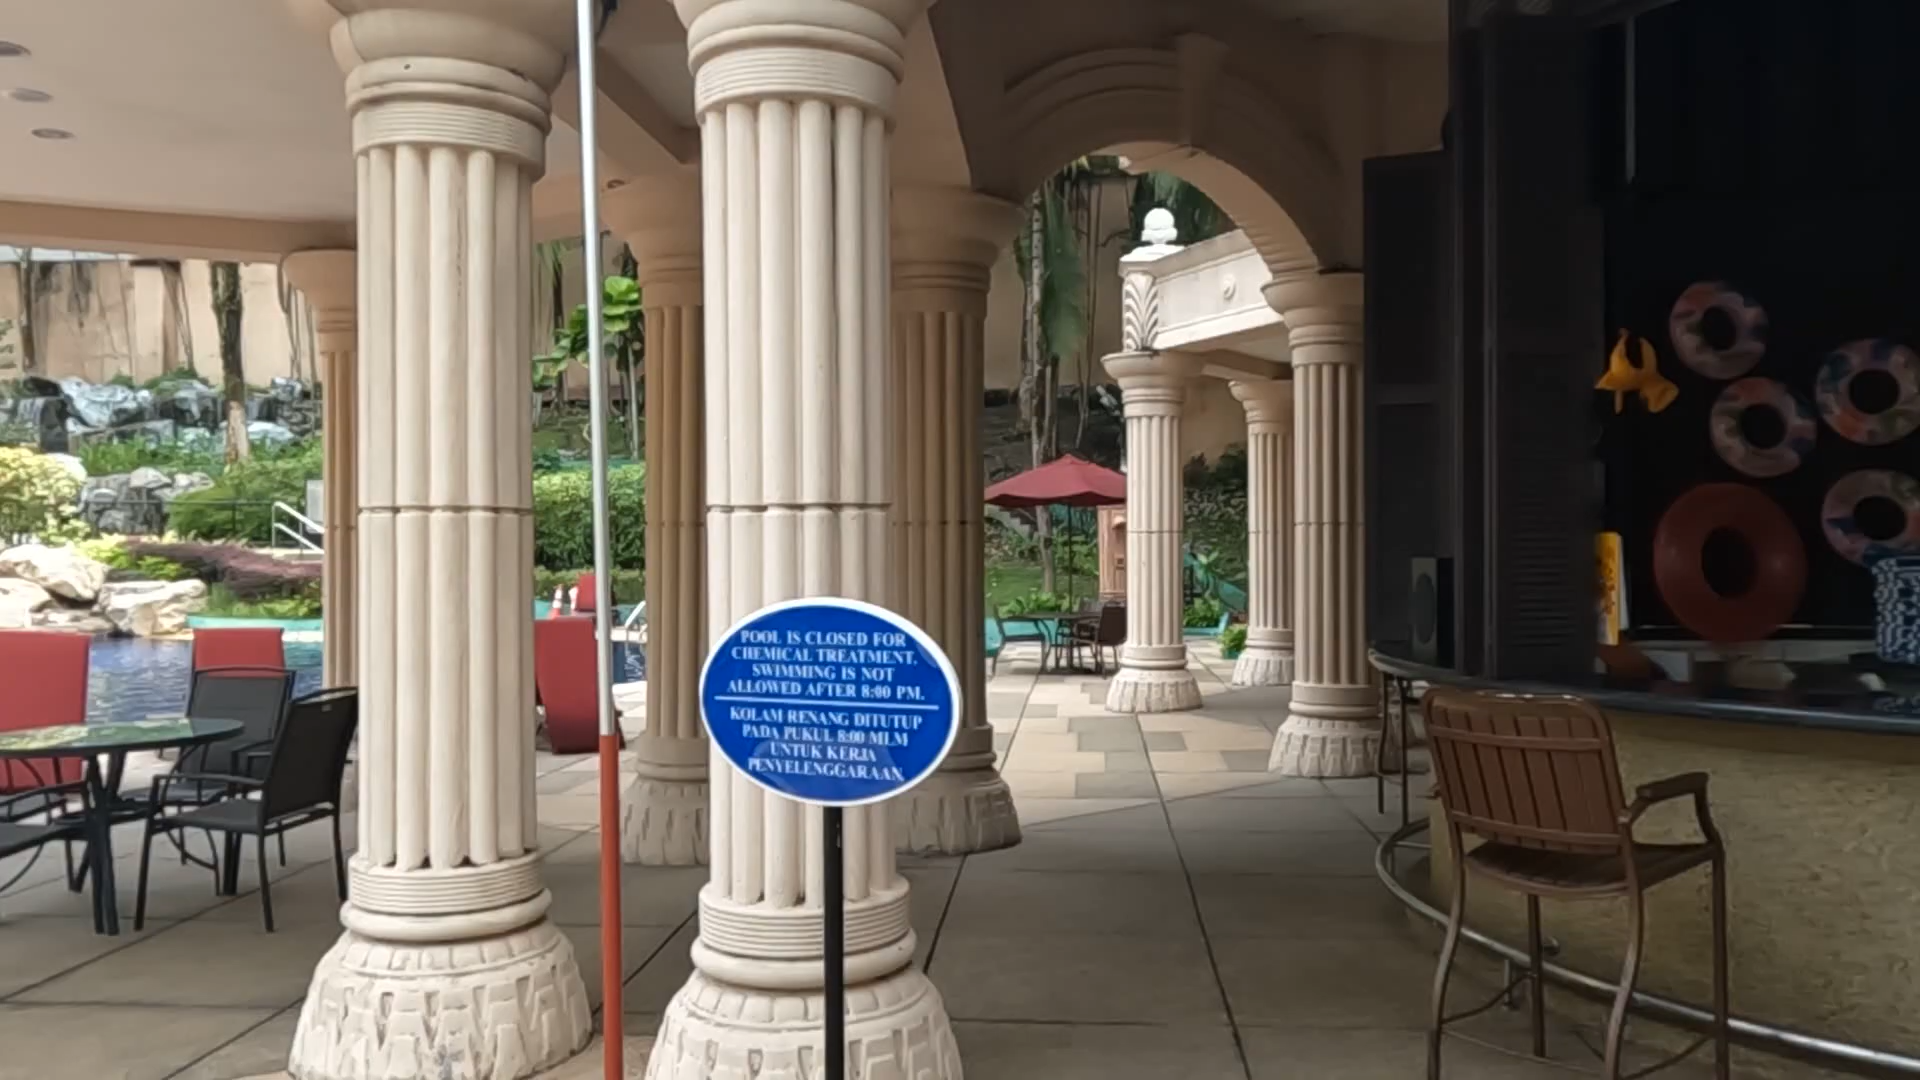 POOL IS CLOSED FOR
CHEMICAL TREATMENT,
SWIMMING IS NOT
ALLOWED AFTER 8:00 PM.
KOLAM RENANG DITUTUP
PADA PUKUL 8:00 MLM
UNTUK KERJA
PENYELENGGARAAN